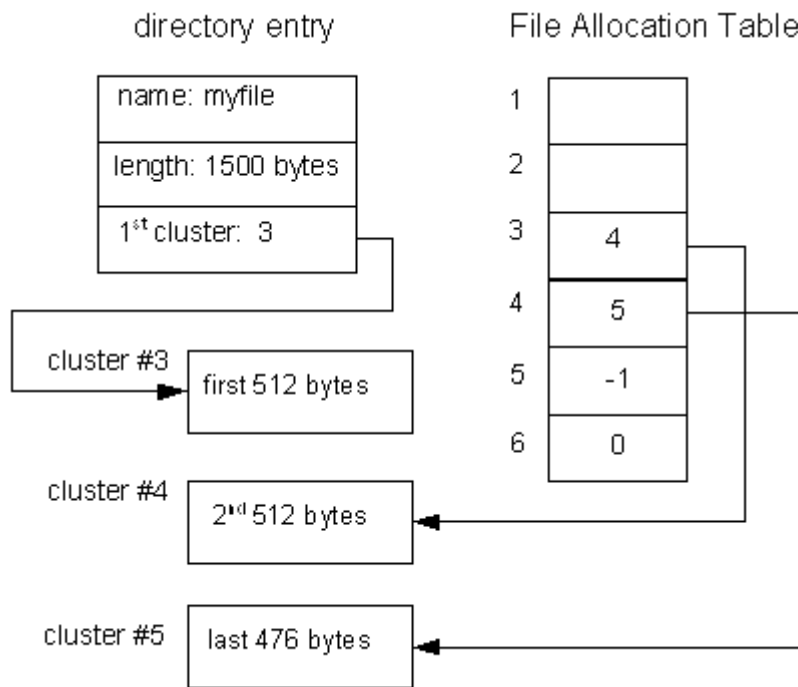 directory entry
name: myfile
length: 1500 bytes
1st cluster: 3
cluster #3
first 512 bytes
cluster #4
2nd 512 bytes
cluster #5
last 476 bytes
File Allocation Table
1
2
3
4
4
5
5
-1
6
0